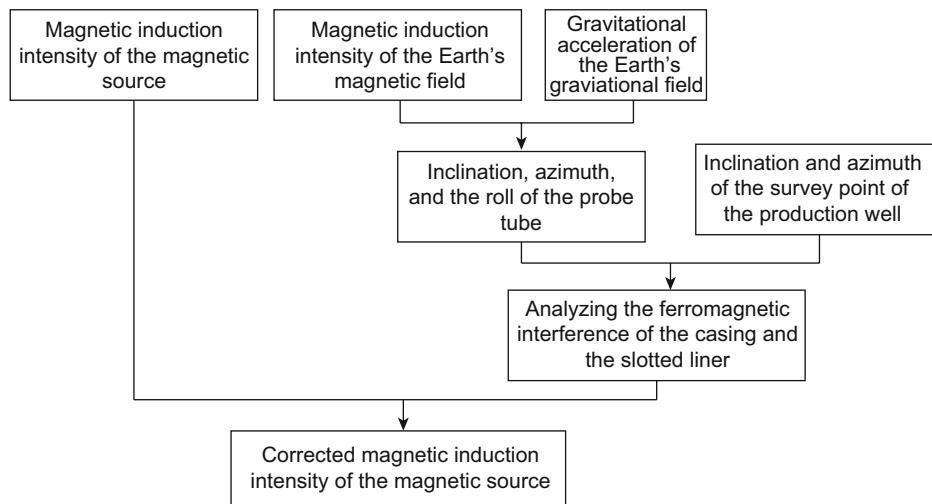 Magnetic induction
intensity of the magnetic
source
Magnetic induction
intensity of the Earth's
magnetic field
Gravitational
acceleration of
the Earth's
graviational field
Inclination, azimuth,
and the roll of the probe
tube
Inclination and azimuth
of the survey point of
the production well
Analyzing the ferromagnetic
interference of the casing and
the slotted liner
Corrected magnetic induction
intensity of the magnetic source